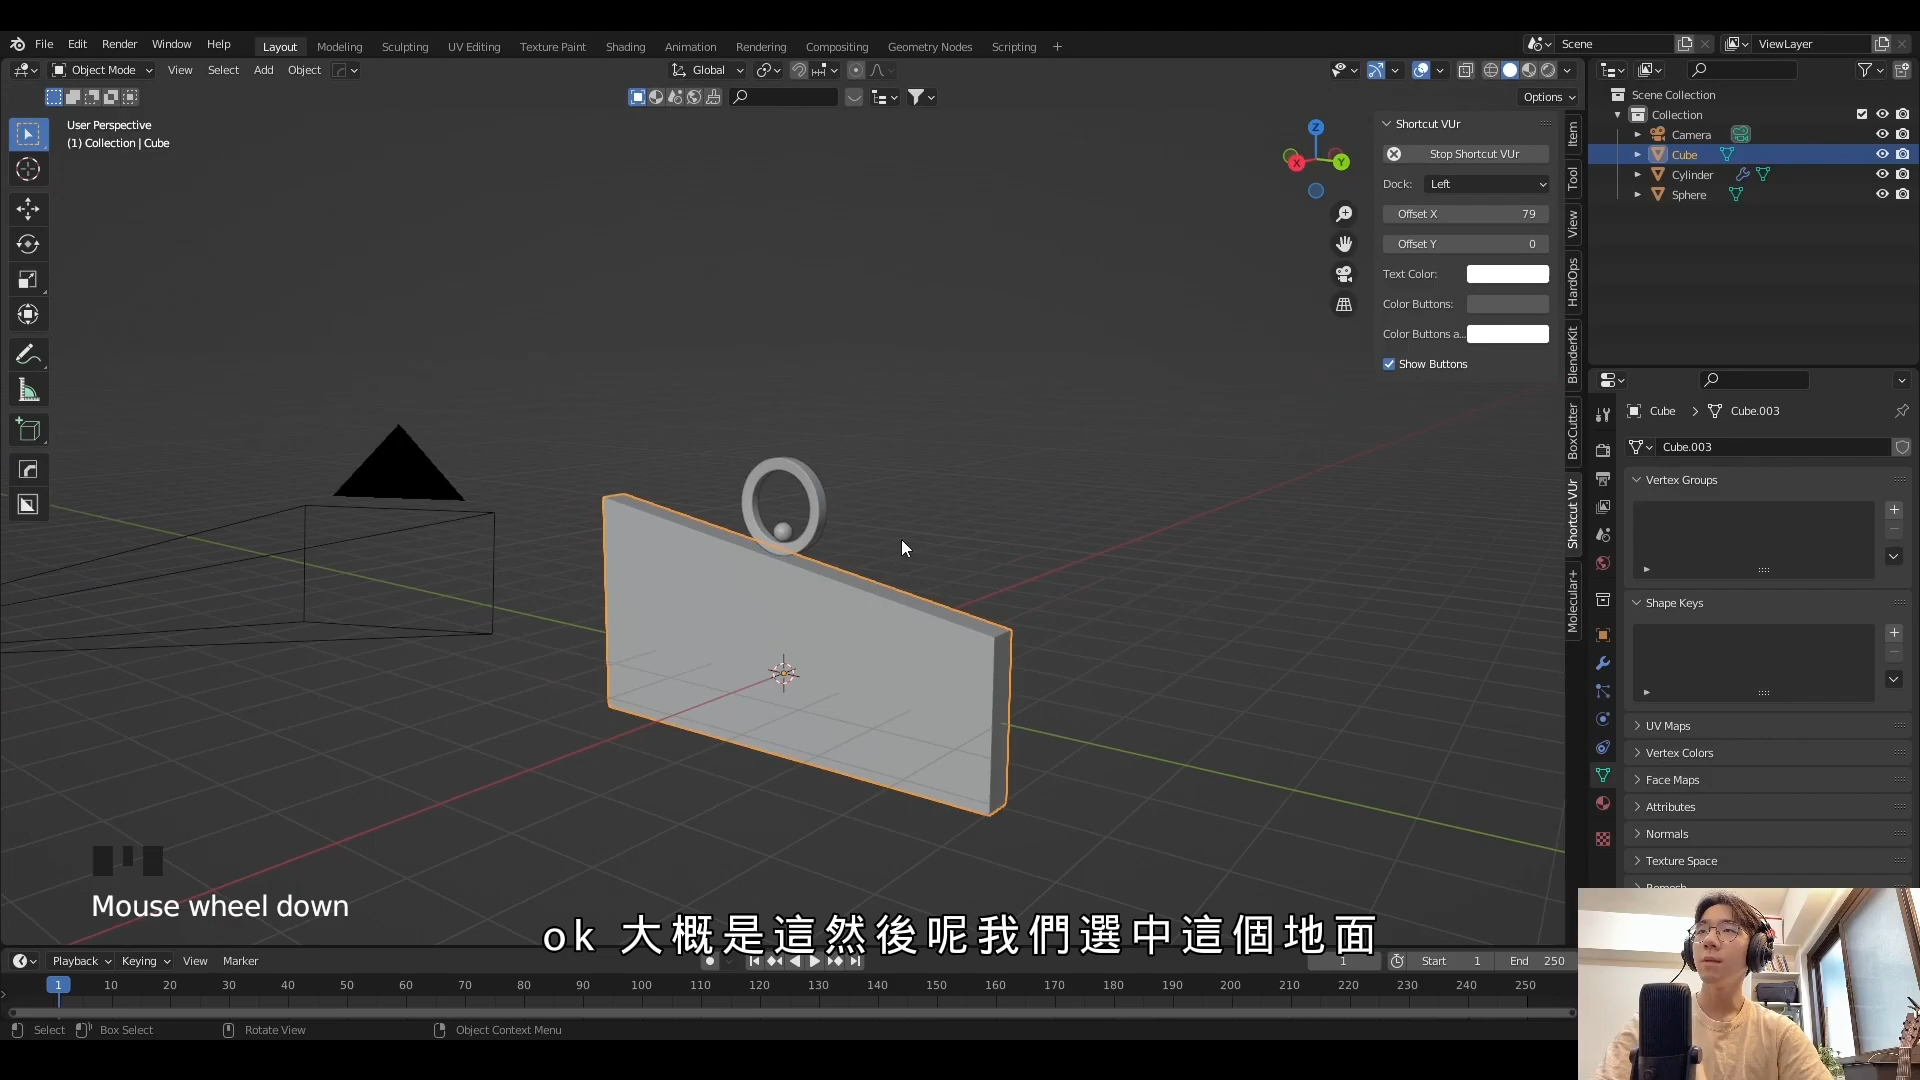 File Edit Render Window Help Layout Modeling Sculpting UV Editing Texture Paint Shading Animation Rendering Compositing Geometry Nodes Scripting + Scene ViewLayer
Object Mode View Select Add Object Global
Options
User Perspective
(1) Collection | Cube
Z
X
Y
Shortcut VUr
Stop Shortcut VUr
Dock: Left
Offset X 79
Offset Y 0
Text Color:
Color Buttons:
Color Buttons a...
Show Buttons
Item
Tool
View
HardOps
BlenderKit
BoxCutter
Shortcut VUr
Molecular+
Scene Collection
Collection
Camera
Cube
Cylinder
Sphere
Cube > Cube.003
Cube.003
Vertex Groups
Shape Keys
UV Maps
Vertex Colors
Face Maps
Attributes
Normals
Texture Space
Mouse wheel down
ok 大概是這然後呢我們選中這個地面
Playback Keying View Marker 1 Start 1 End 250
1 10 20 30 40 50 60 70 80 90 100 110 120 130 140 150 160 170 180 190 200 210 220 230 240 250
Select Box Select Rotate View Object Context Menu